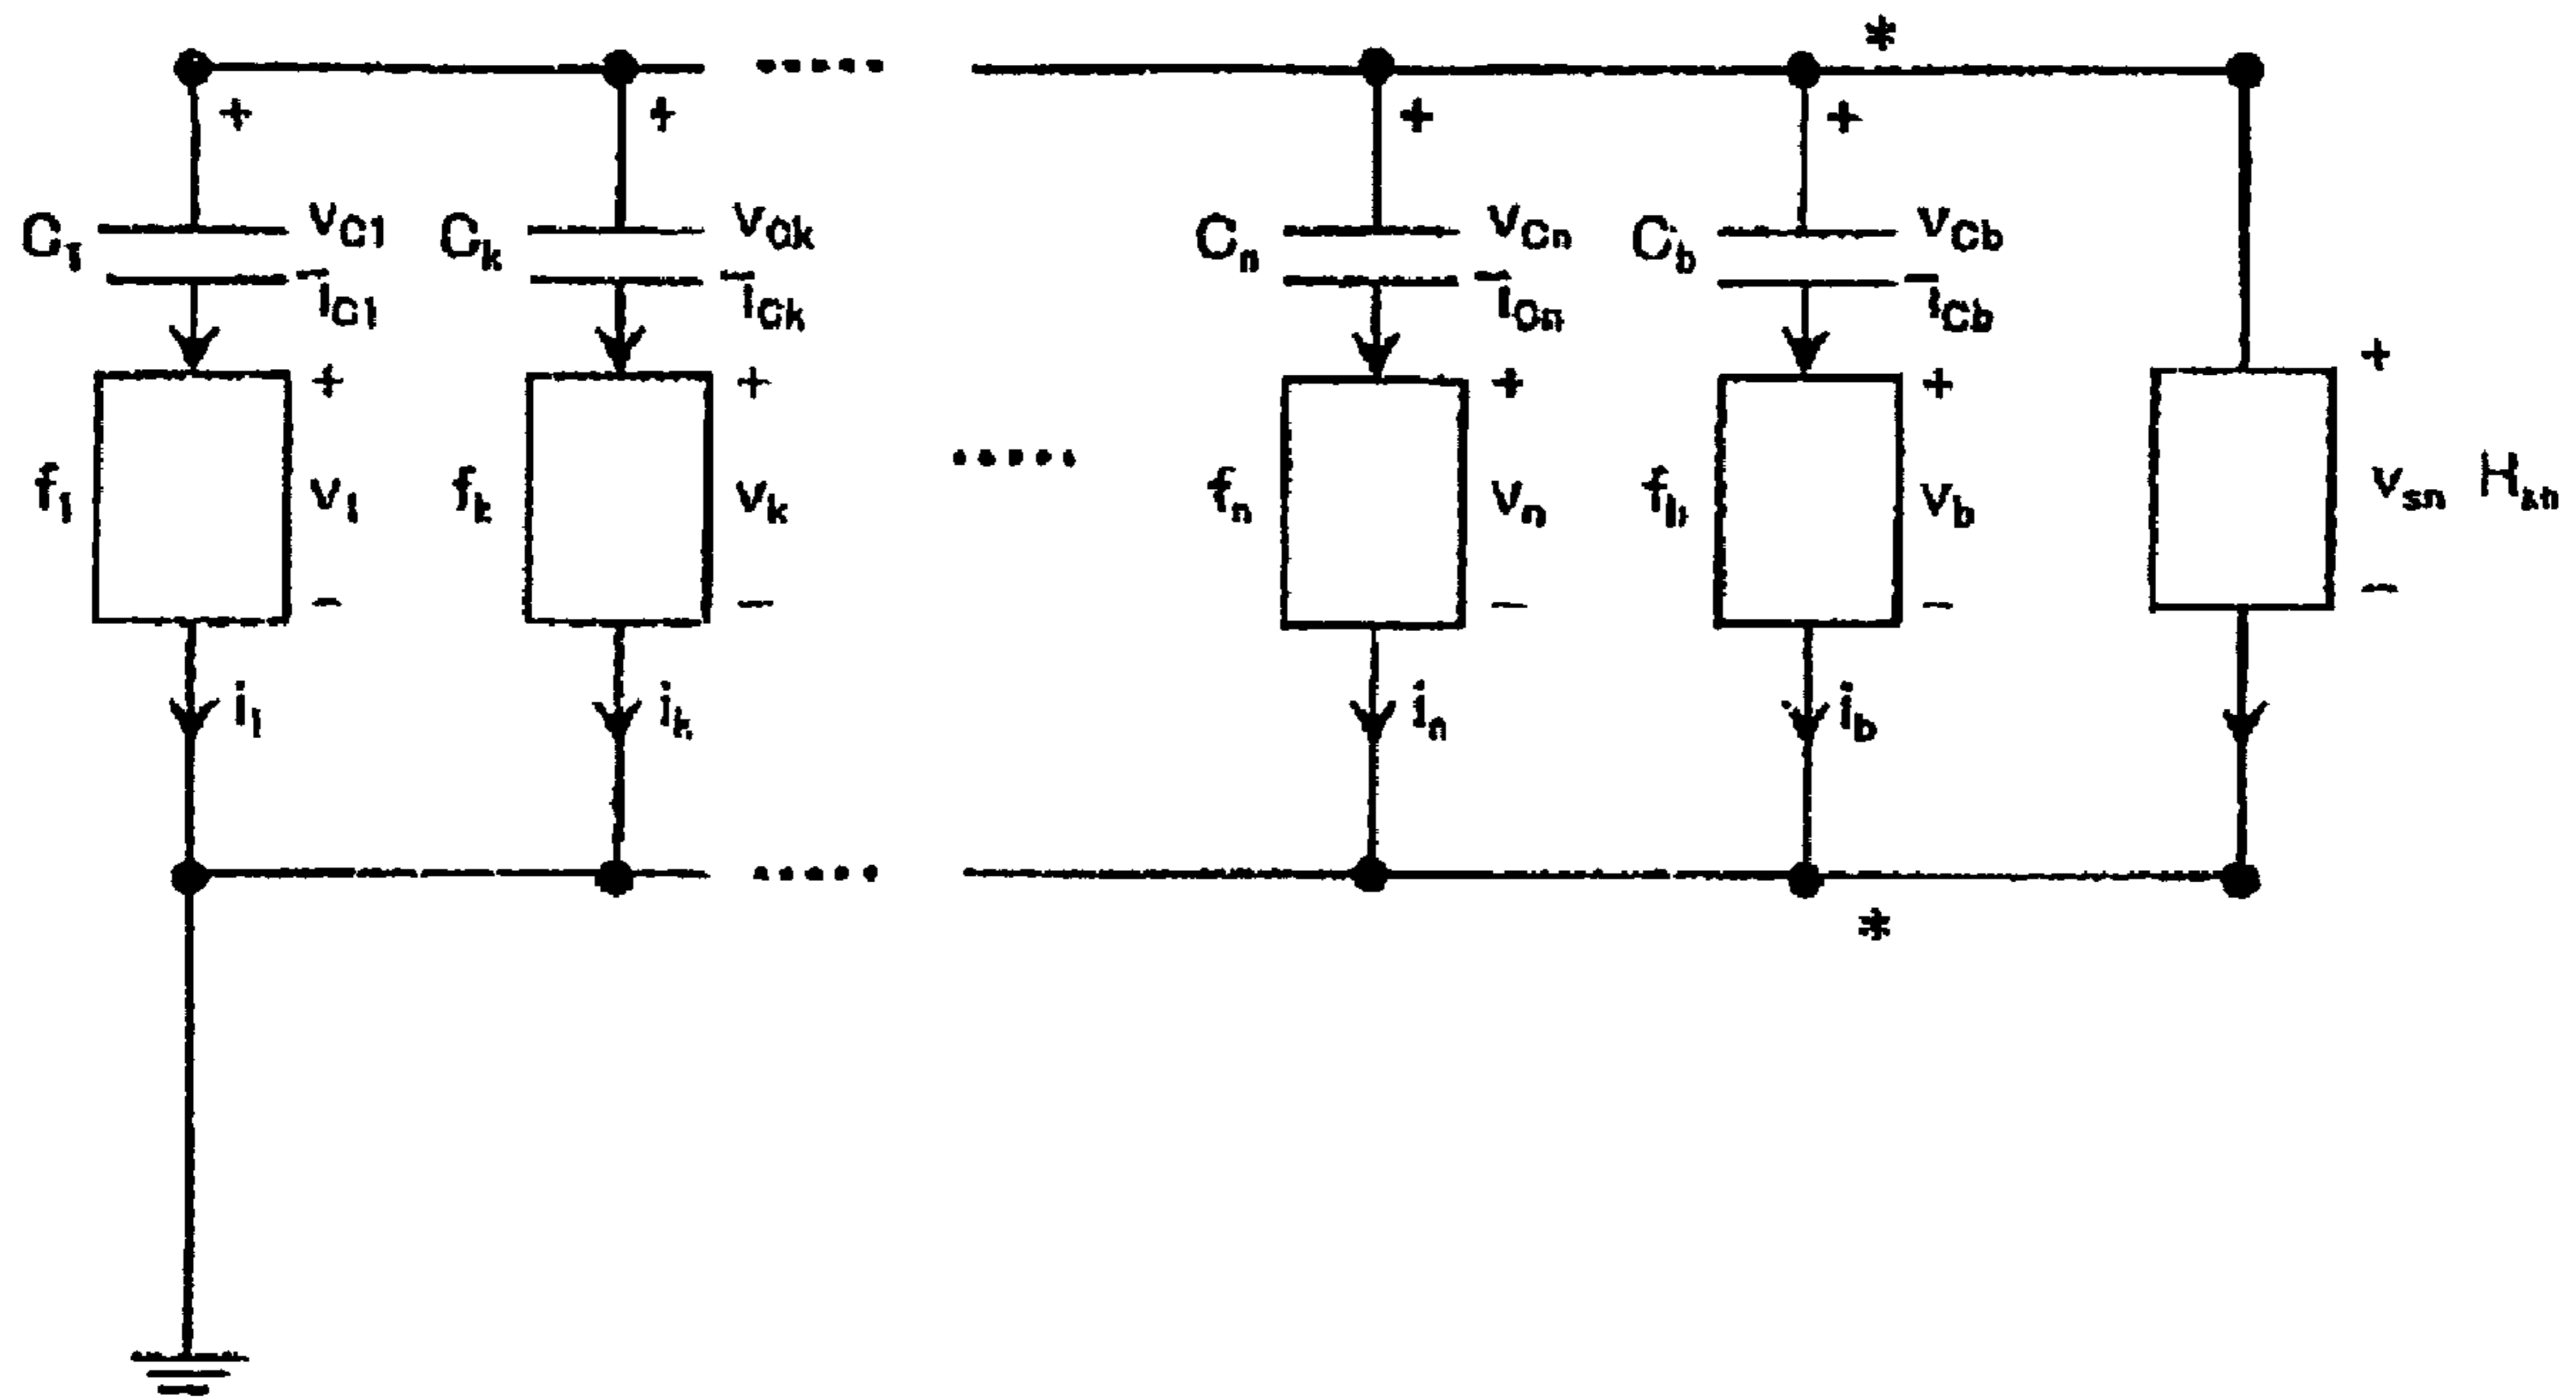 *
+ + + +
C1 vC1 Ck vCk Cn vCn Cb vCb
- iC1 - iCk - iCn - iCb
+ + + + +
f1 v1 fk vk fn vn fb vb vsn
- - - - -
i1 ik in ib
*